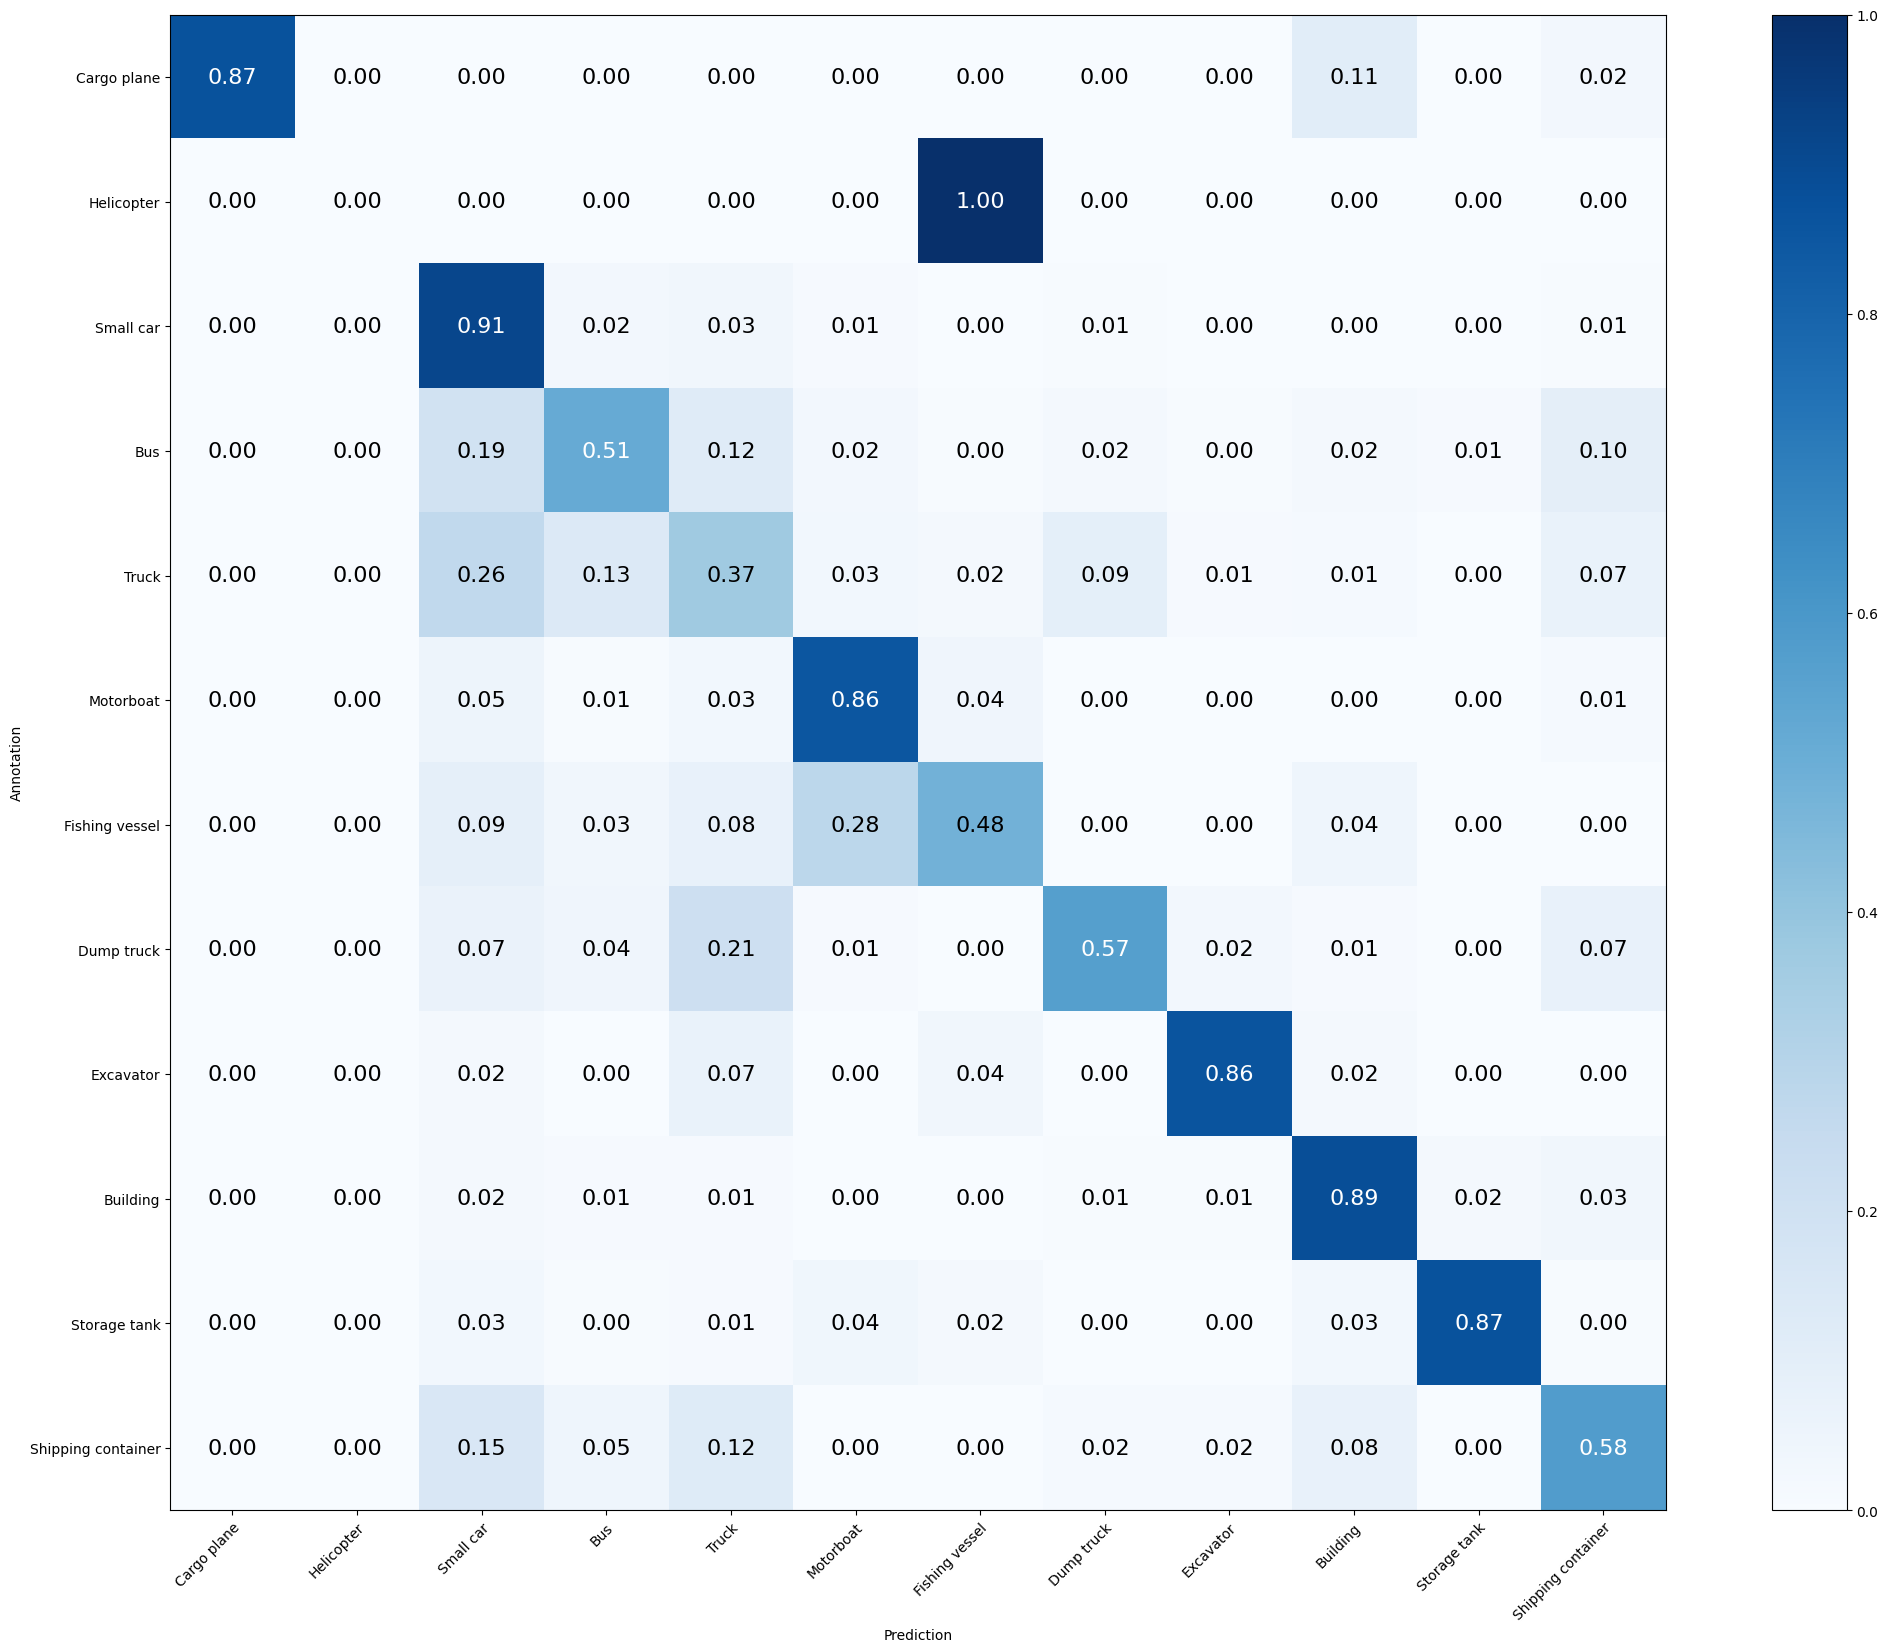 Cargo plane 0.87 0.00 0.00 0.00 0.00 0.00 0.00 0.00 0.00 0.11 0.00 0.02
Helicopter 0.00 0.00 0.00 0.00 0.00 0.00 1.00 0.00 0.00 0.00 0.00 0.00
Small car 0.00 0.00 0.91 0.02 0.03 0.01 0.00 0.01 0.00 0.00 0.00 0.01
Bus 0.00 0.00 0.19 0.51 0.12 0.02 0.00 0.02 0.00 0.02 0.01 0.10
Truck 0.00 0.00 0.26 0.13 0.37 0.03 0.02 0.09 0.01 0.01 0.00 0.07
Motorboat 0.00 0.00 0.05 0.01 0.03 0.86 0.04 0.00 0.00 0.00 0.00 0.01
Fishing vessel 0.00 0.00 0.09 0.03 0.08 0.28 0.48 0.00 0.00 0.04 0.00 0.00
Dump truck 0.00 0.00 0.07 0.04 0.21 0.01 0.00 0.57 0.02 0.01 0.00 0.07
Excavator 0.00 0.00 0.02 0.00 0.07 0.00 0.04 0.00 0.86 0.02 0.00 0.00
Building 0.00 0.00 0.02 0.01 0.01 0.00 0.00 0.01 0.01 0.89 0.02 0.03
Storage tank 0.00 0.00 0.03 0.00 0.01 0.04 0.02 0.00 0.00 0.03 0.87 0.00
Shipping container 0.00 0.00 0.15 0.05 0.12 0.00 0.00 0.02 0.02 0.08 0.00 0.58
Annotation
Cargo plane Helicopter Small car Bus Truck Motorboat Fishing vessel Dump truck Excavator Building Storage tank Shipping container
Prediction
1.0
0.8
0.6
0.4
0.2
0.0